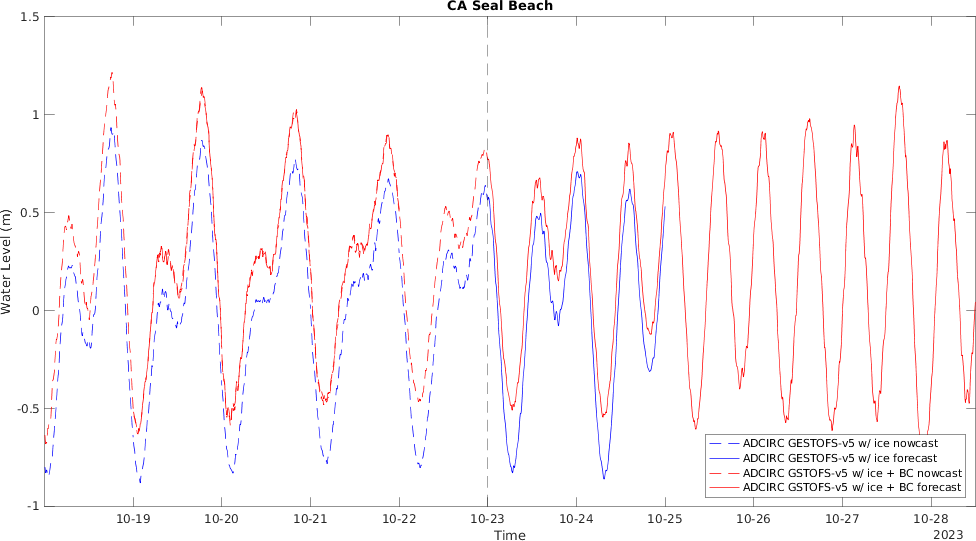 CA Seal Beach
Water Level (m)
1.5
1
0.5
0
-0.5
-1
10-19
10-20
10-21
10-22
10-23
10-24
10-25
10-26
10-27
10-28
Time
2023
ADCIRC GESTOFS-v5 w/ ice nowcast
ADCIRC GESTOFS-v5 w/ ice forecast
ADCIRC GSTOFS-v5 w/ ice + BC nowcast
ADCIRC GSTOFS-v5 w/ ice + BC forecast